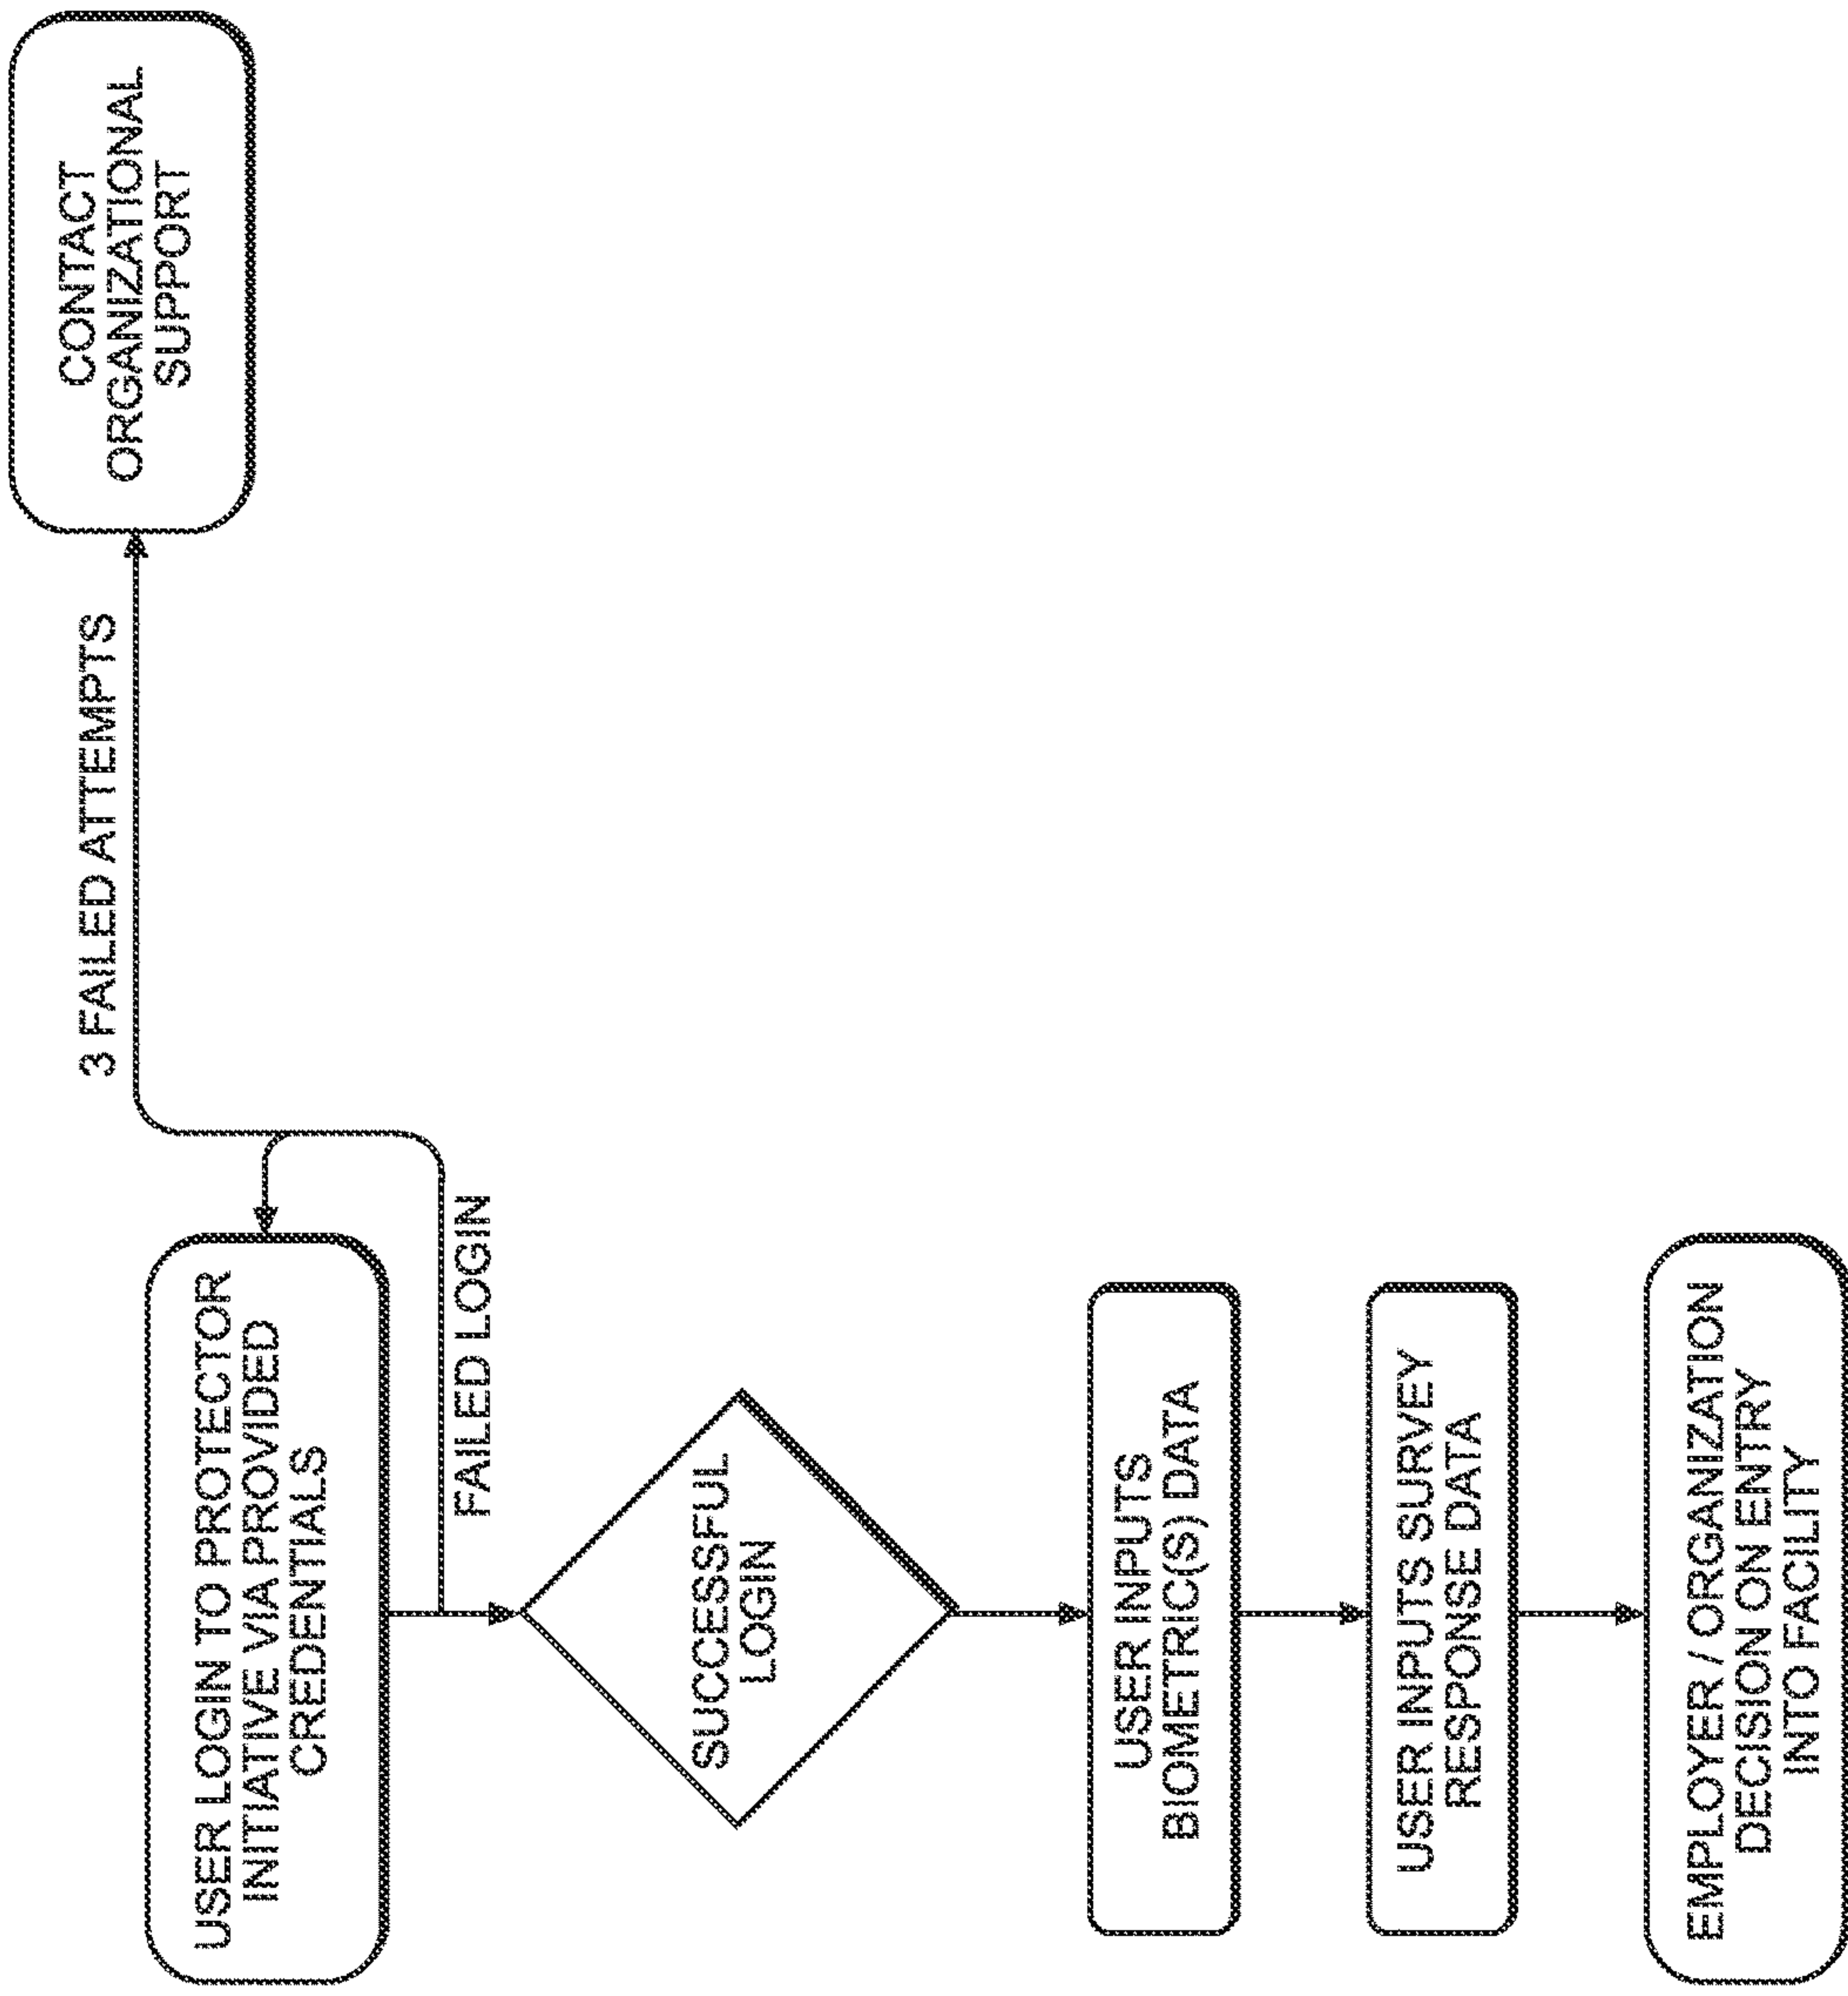 USER LOGIN TO PROTECTOR
INITIATIVE VIA PROVIDED
CREDENTIALS
3 FAILED ATTEMPTS
CONTACT
ORGANIZATIONAL
SUPPORT
FAILED LOGIN
SUCCESSFUL
LOGIN
USER INPUTS
BIOMETRIC(S) DATA
USER INPUTS SURVEY
RESPONSE DATA
EMPLOYER / ORGANIZATION
DECISION ON ENTRY
INTO FACILITY